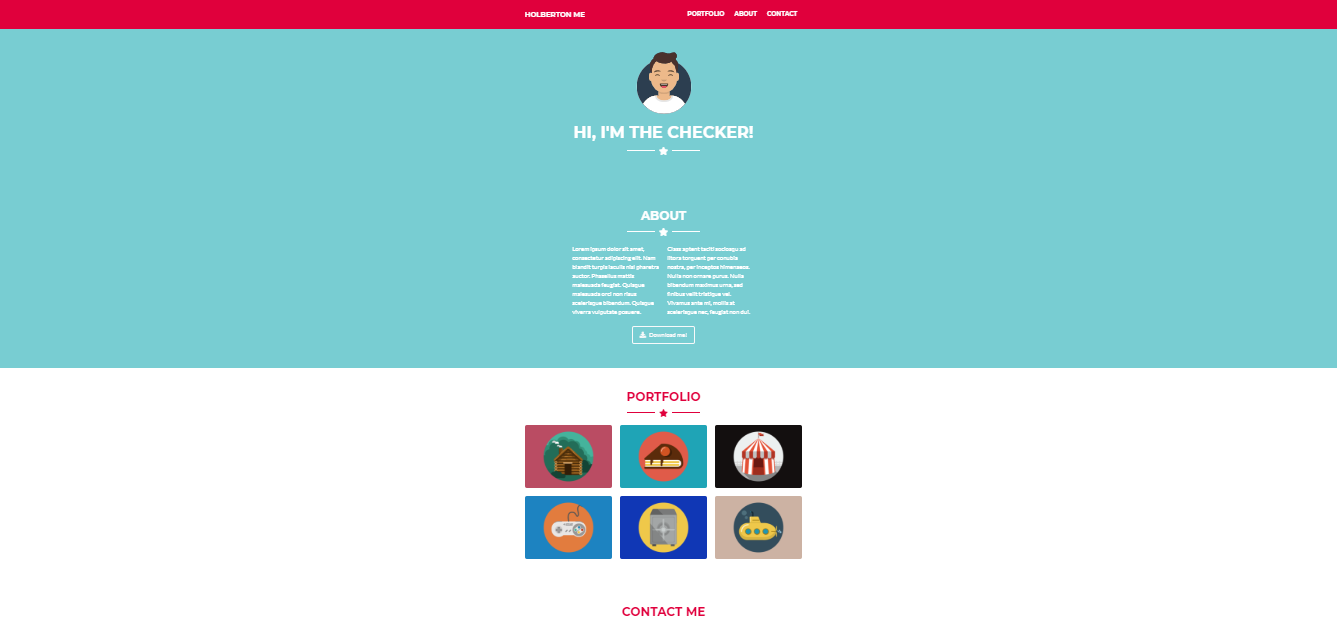 HOLBERTON ME
PORTFOLIO ABOUT CONTACT
HI, I'M THE CHECKER!
ABOUT
Lorem ipsum dolor sit amet,
consectetur adipiscing elit. Nam
blandit turpis iaculis nisl pharetra
auctor. Phasellus mattis
malesuada feugiat. Quisque
malesuada orci non risus
scelerisque bibendum. Quisque
viverra vulputate posuere.
Class aptent taciti sociosqu ad
litora torquent per conubia
nostra, per inceptos himenaeos.
Nulla non ornare purus. Nulla
bibendum maximus urna, sed
finibus velit tristique vel.
Vivamus ante mi, mollis at
scelerisque nec, feugiat non dui.
Download me!
PORTFOLIO
CONTACT ME